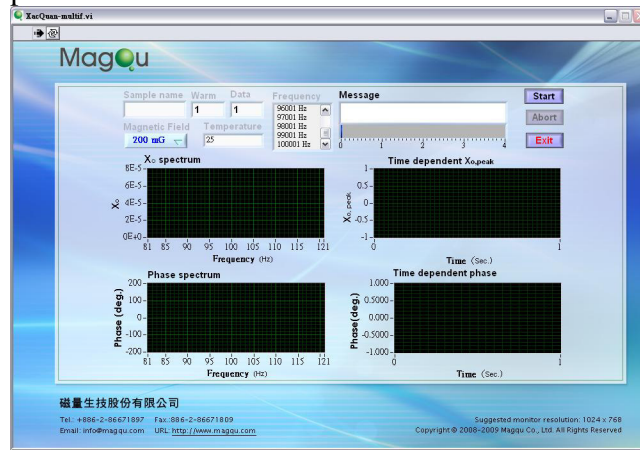 XacQuan-multif.vi
MagQu
Sample name Warm Data Frequency Message
1 1
96001 Hz
97001 Hz
98001 Hz
99001 Hz
100001 Hz
Start
Abort
Exit
Magnetic Field Temperature
200 mG 25
0 1 2 3 4
Xo spectrum
8E-5
6E-5
4E-5
2E-5
0E+0
Xo
81 85 90 95 100 105 110 115 121
Frequency (Hz)
Time dependent Xo,peak
1
0.5
0
-0.5
-1
Xo, peak
0 1
Time (Sec.)
Phase spectrum
200
100
0
-100
-200
Phase (deg.)
81 85 90 95 100 105 110 115 121
Frequency (Hz)
Time dependent phase
1.000
0.5000
0.0000
-0.5000
-1.000
Phase(deg.)
0 1
Time (Sec.)
磁量生技股份有限公司
Tel.: +886-2-86671897 Fax.:886-2-86671809
Email: info@magqu.com URL: http://www.magqu.com
Suggested monitor resolution: 1024 x 768
Copyright © 2008-2009 Magqu Co., Ltd. All Rights Reserved